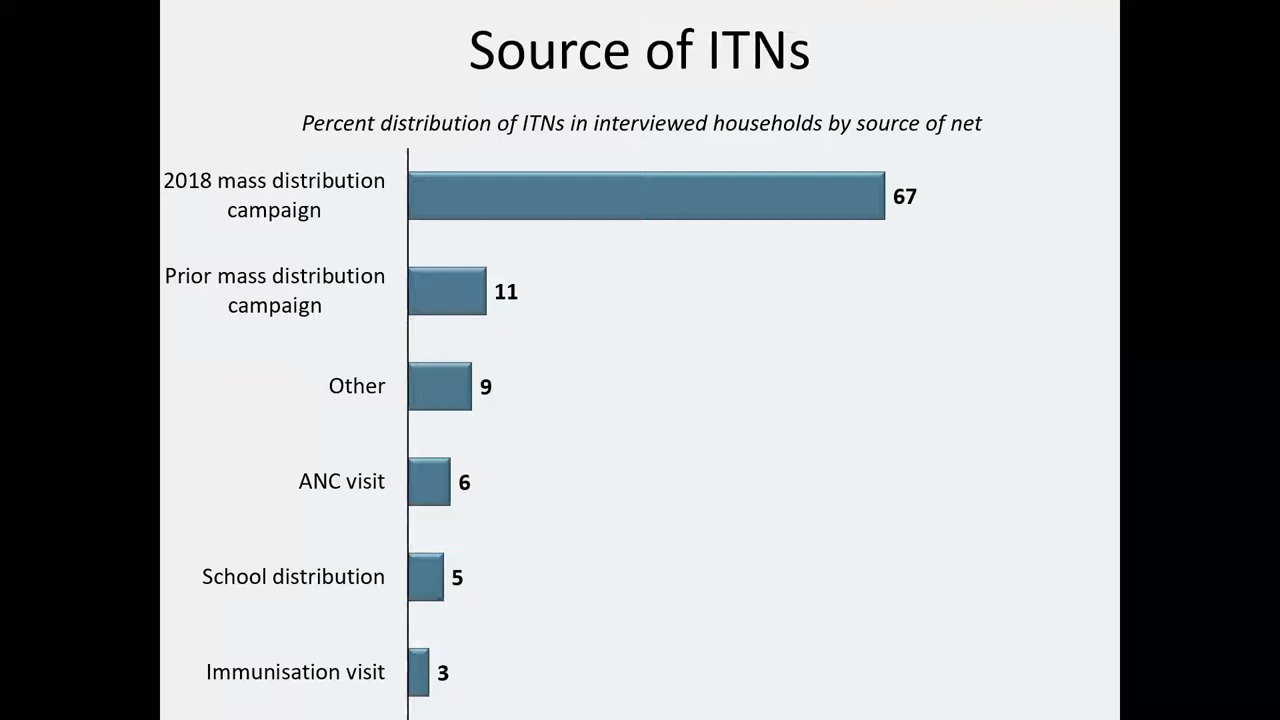 Source of ITNs
Percent distribution of ITNs in interviewed households by source of net
2018 mass distribution
campaign
67
Prior mass distribution
campaign
11
Other
9
ANC visit
6
School distribution
5
Immunisation visit
3